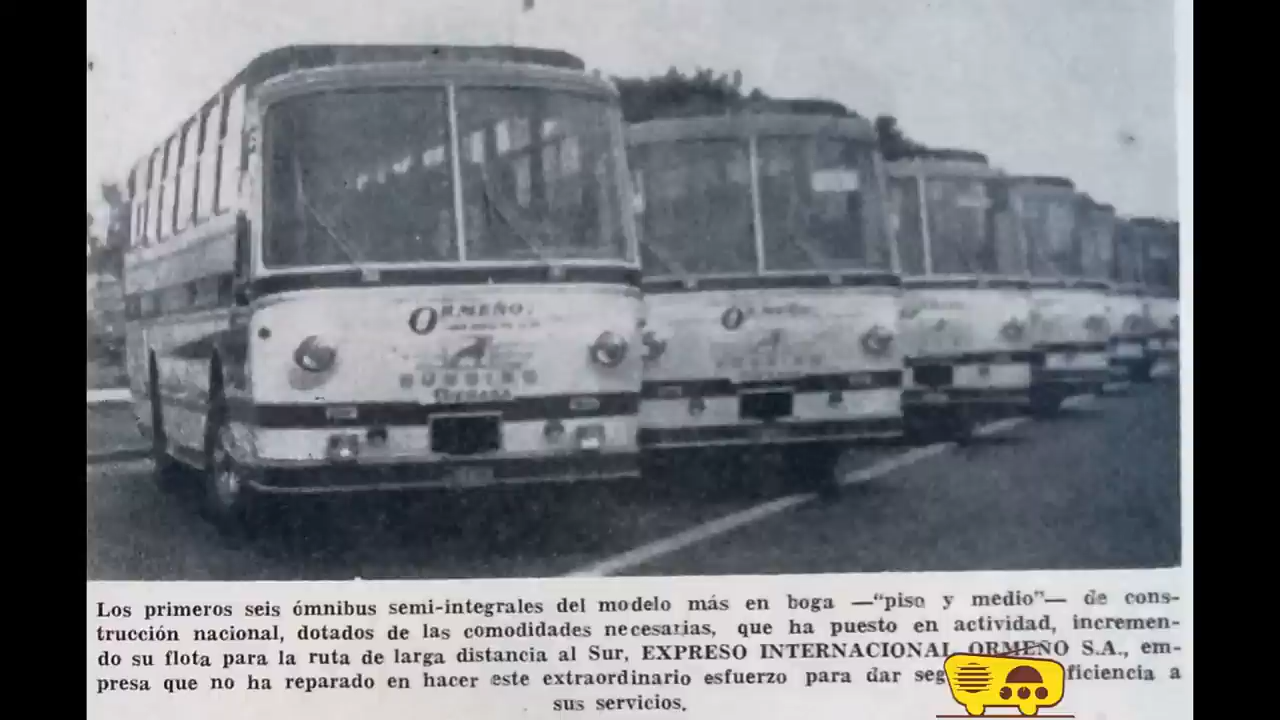 ORMEÑO.
BUSSING
ORMEÑO
Los primeros seis ómnibus semi-integrales del modelo más en boga —“piso y medio”— de cons-
trucción nacional, dotados de las comodidades necesarias, que ha puesto en actividad, incremen-
do su flota para la ruta de larga distancia al Sur, EXPRESO INTERNACIONAL ORMEÑO S.A., em-
presa que no ha reparado en hacer este extraordinario esfuerzo para dar seg ficiencia a
sus servicios.